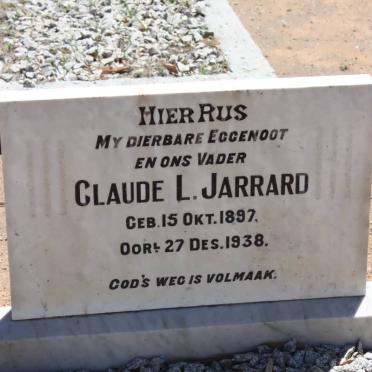 HIER RUS
MY DIERBARE EGGENOOT
EN ONS VADER
CLAUDE L. JARRARD
GEB. 15 OKT. 1897.
OORL. 27 DES. 1938.
GOD'S WEG IS VOLMAAK.